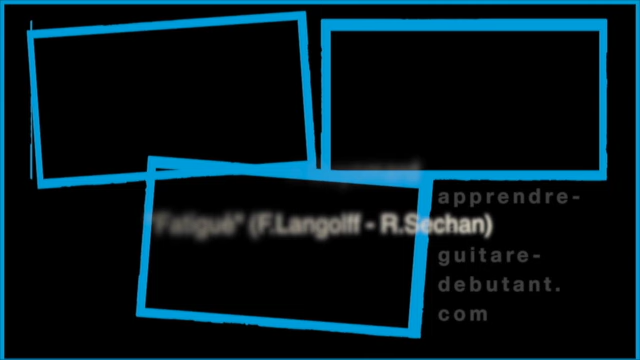 apprendre-
"Fatigué" (F.Langolff - R.Sechan)
guitare-
debutant.
com